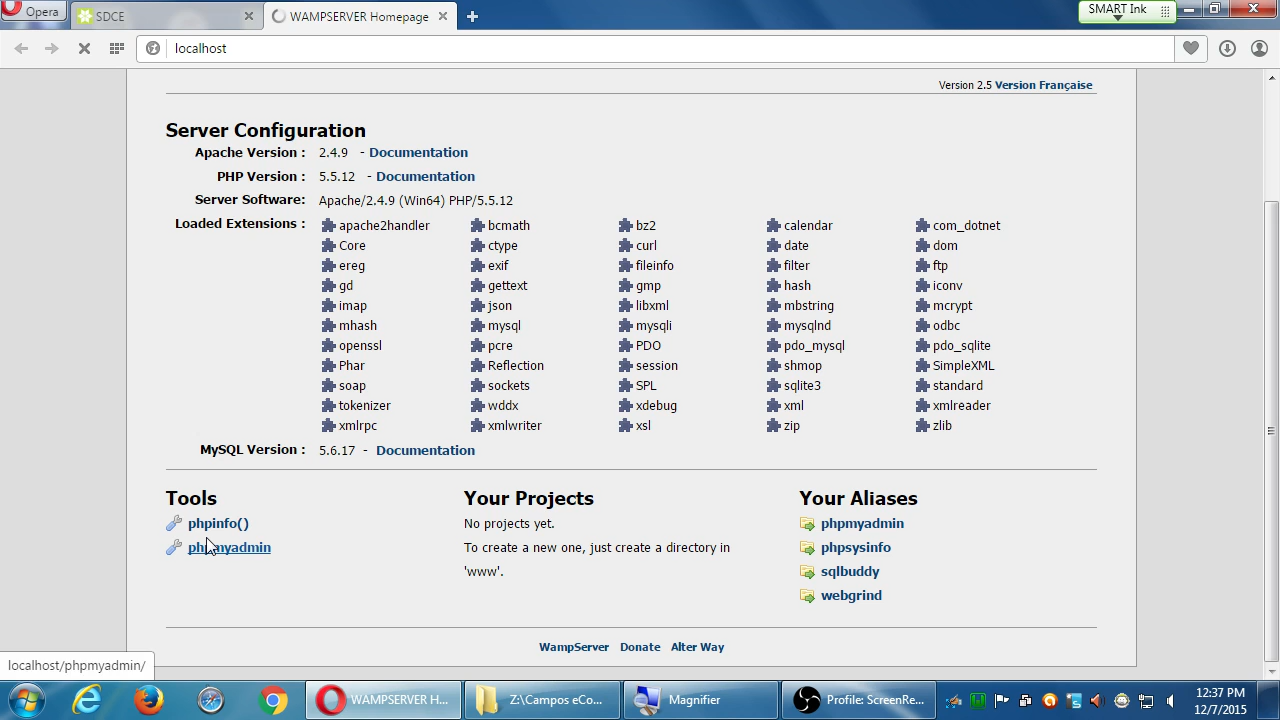 Opera
SDCE
WAMPSERVER Homepage
SMART Ink
localhost
Version 2.5 Version Française
Server Configuration
Apache Version : 2.4.9 - Documentation
PHP Version : 5.5.12 - Documentation
Server Software: Apache/2.4.9 (Win64) PHP/5.5.12
Loaded Extensions : apache2handler bcmath bz2 calendar com_dotnet
Core ctype curl date dom
ereg exif fileinfo filter ftp
gd gettext gmp hash iconv
imap json libxml mbstring mcrypt
mhash mysql mysqli mysqlnd odbc
openssl pcre PDO pdo_mysql pdo_sqlite
Phar Reflection session shmop SimpleXML
soap sockets SPL sqlite3 standard
tokenizer wddx xdebug xml xmlreader
xmlrpc xmlwriter xsl zip zlib
MySQL Version : 5.6.17 - Documentation
Tools
phpinfo()
phpmyadmin
Your Projects
No projects yet.
To create a new one, just create a directory in
'www'.
Your Aliases
phpmyadmin
phpsysinfo
sqlbuddy
webgrind
WampServer Donate Alter Way
localhost/phpmyadmin/
WAMPSERVER H...
Z:\Campos eCo...
Magnifier
Profile: ScreenRe...
12:37 PM
12/7/2015